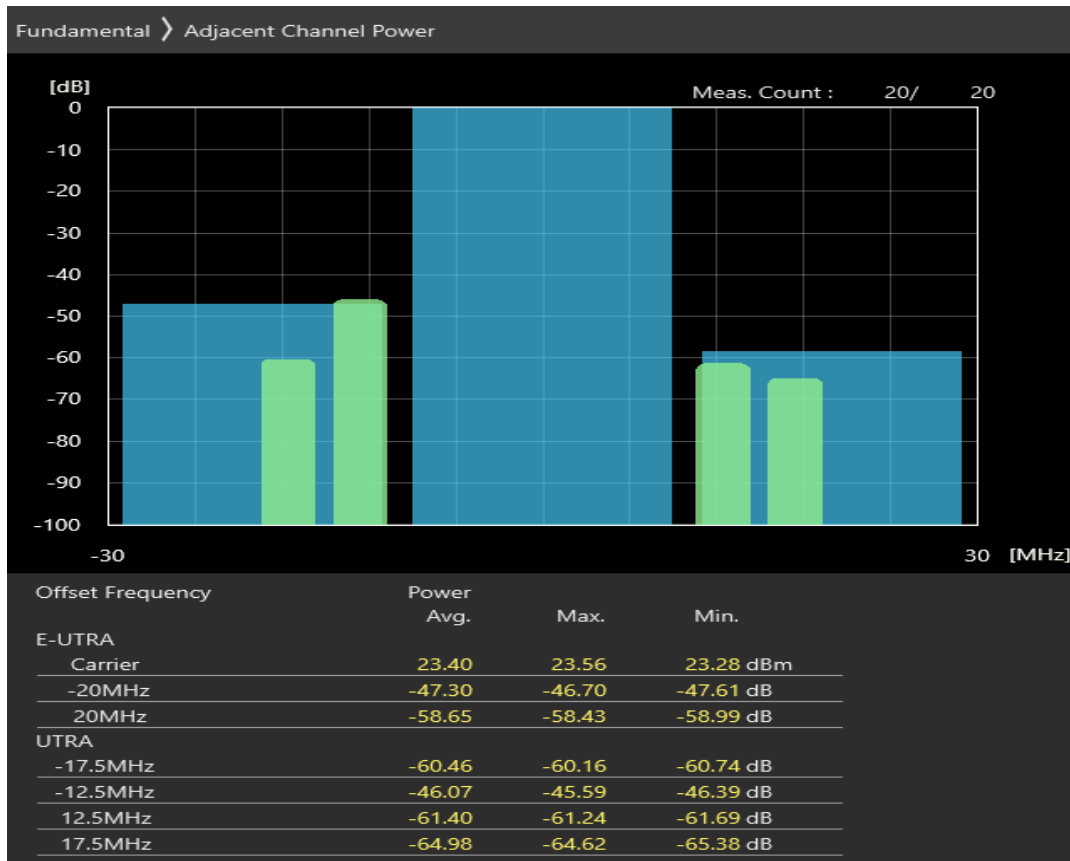 Fundamental ❯ Adjacent Channel Power
[dB]
Meas. Count : 20/ 20
0
-10
-20
-30
-40
-50
-60
-70
-80
-90
-100
-30 30 [MHz]
Offset Frequency Power
Avg. Max. Min.
E-UTRA
Carrier 23.40 23.56 23.28 dBm
-20MHz -47.30 -46.70 -47.61 dB
20MHz -58.65 -58.43 -58.99 dB
UTRA
-17.5MHz -60.46 -60.16 -60.74 dB
-12.5MHz -46.07 -45.59 -46.39 dB
12.5MHz -61.40 -61.24 -61.69 dB
17.5MHz -64.98 -64.62 -65.38 dB